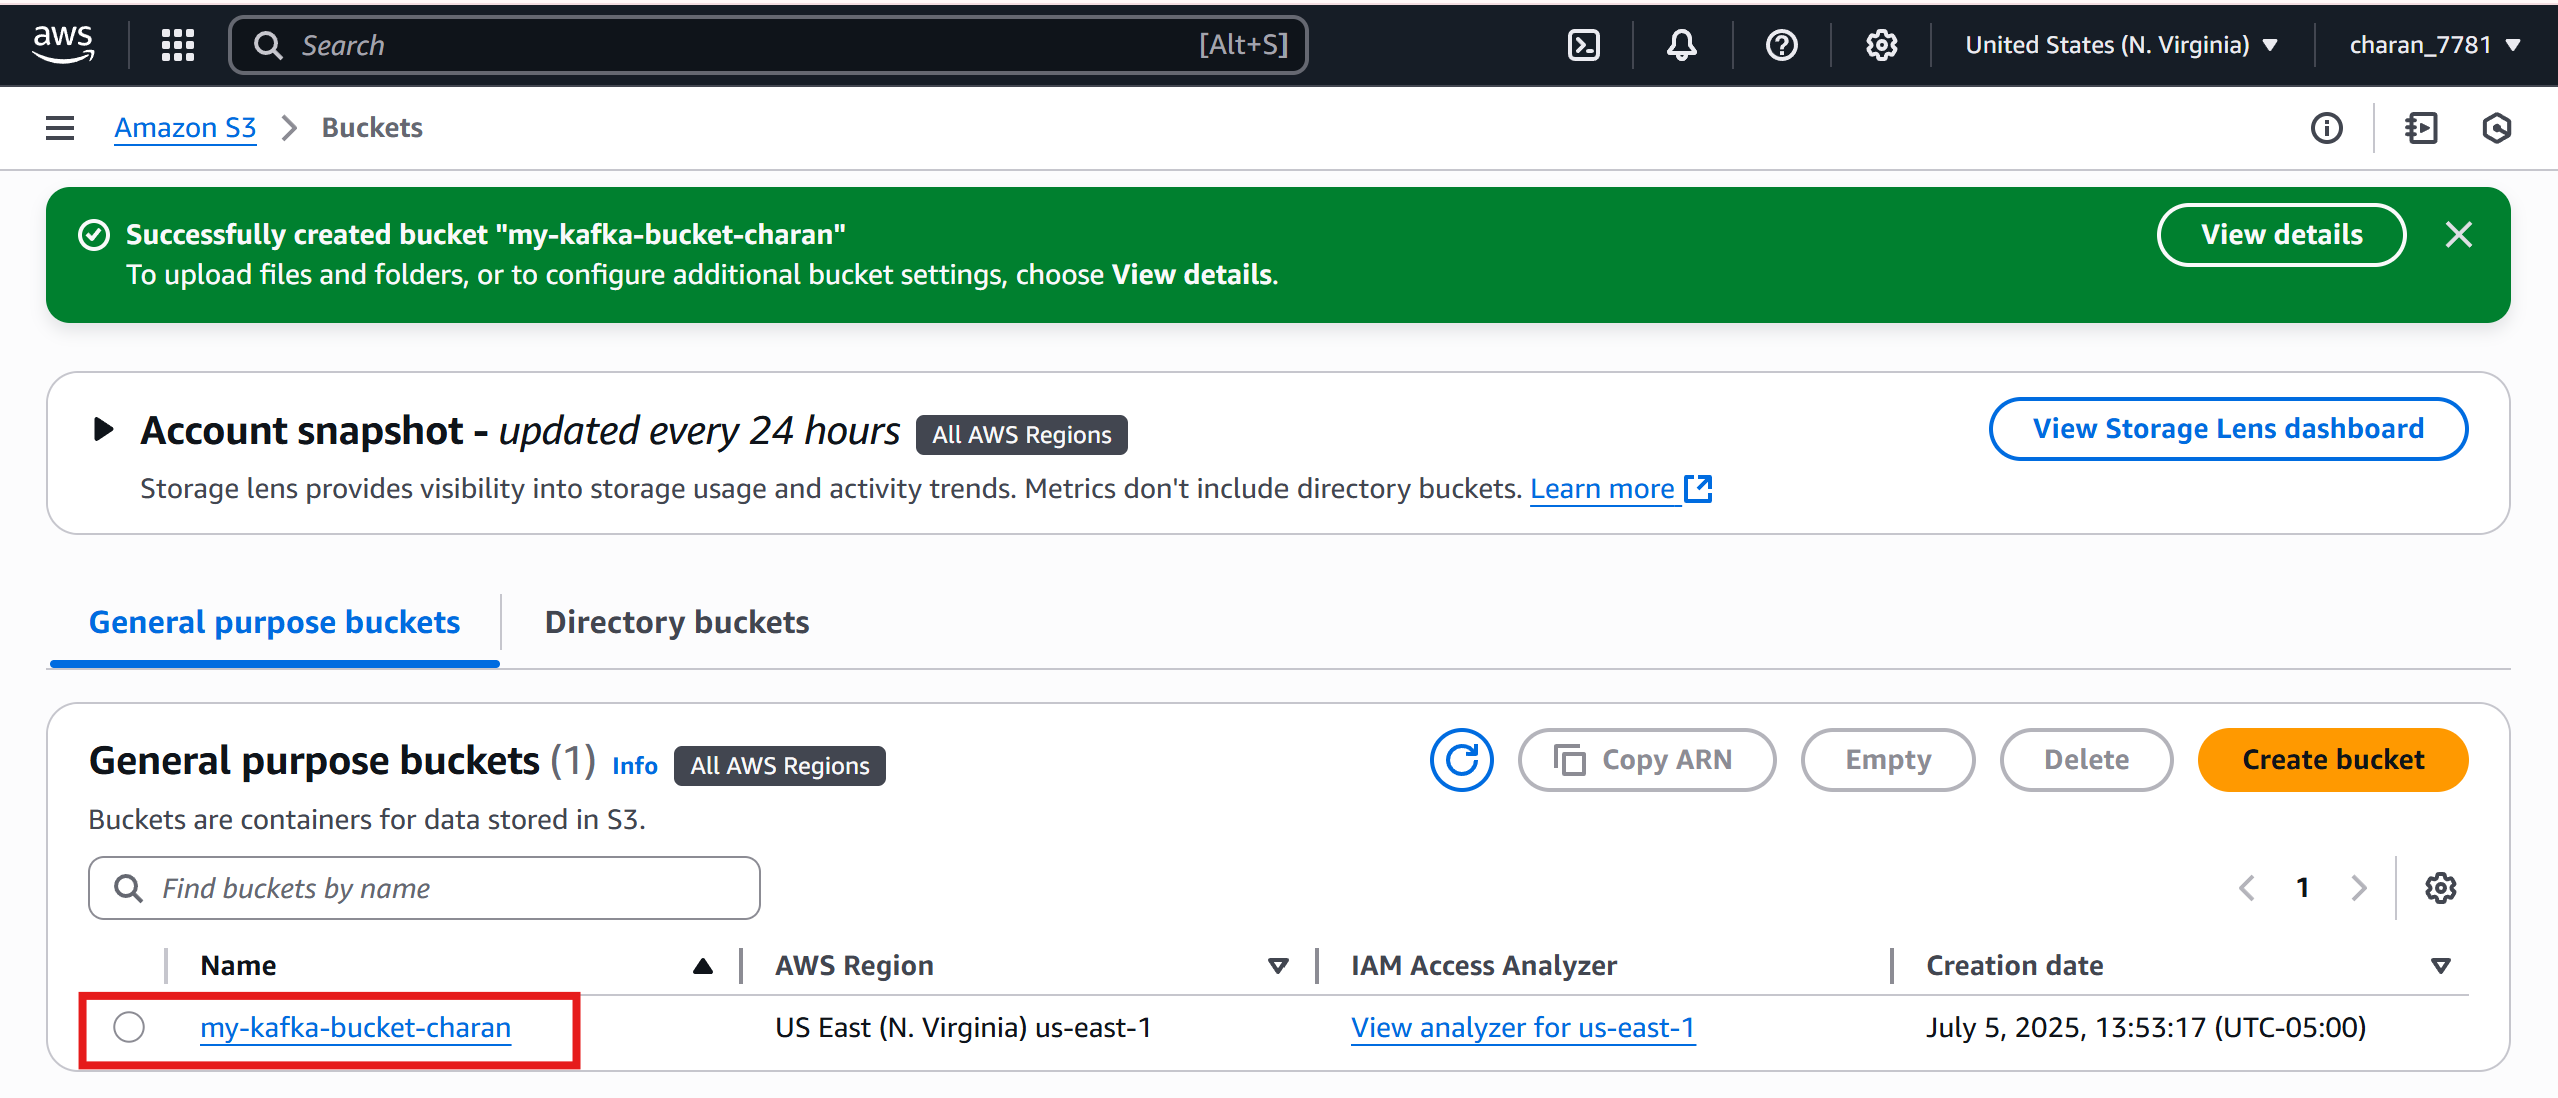 aws
Search [Alt+S] United States (N. Virginia) charan_7781
Amazon S3 Buckets
Successfully created bucket "my-kafka-bucket-charan" View details
To upload files and folders, or to configure additional bucket settings, choose View details.
Account snapshot - updated every 24 hours All AWS Regions View Storage Lens dashboard
Storage lens provides visibility into storage usage and activity trends. Metrics don't include directory buckets. Learn more
General purpose buckets Directory buckets
General purpose buckets (1) Info All AWS Regions Copy ARN Empty Delete Create bucket
Buckets are containers for data stored in S3.
Find buckets by name 1
Name AWS Region IAM Access Analyzer Creation date
my-kafka-bucket-charan US East (N. Virginia) us-east-1 View analyzer for us-east-1 July 5, 2025, 13:53:17 (UTC-05:00)